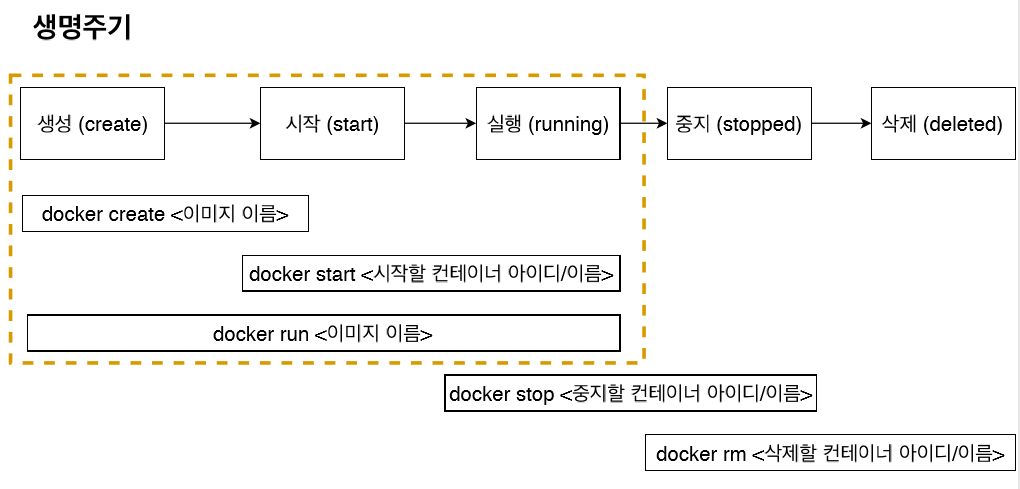 생명주기
생성 (create)
시작 (start)
실행 (running)
중지 (stopped)
삭제 (deleted)
docker create <이미지 이름>
docker start <시작할 컨테이너 아이디/이름>
docker run <이미지 이름>
docker stop <중지할 컨테이너 아이디/이름>
docker rm <삭제할 컨테이너 아이디/이름>